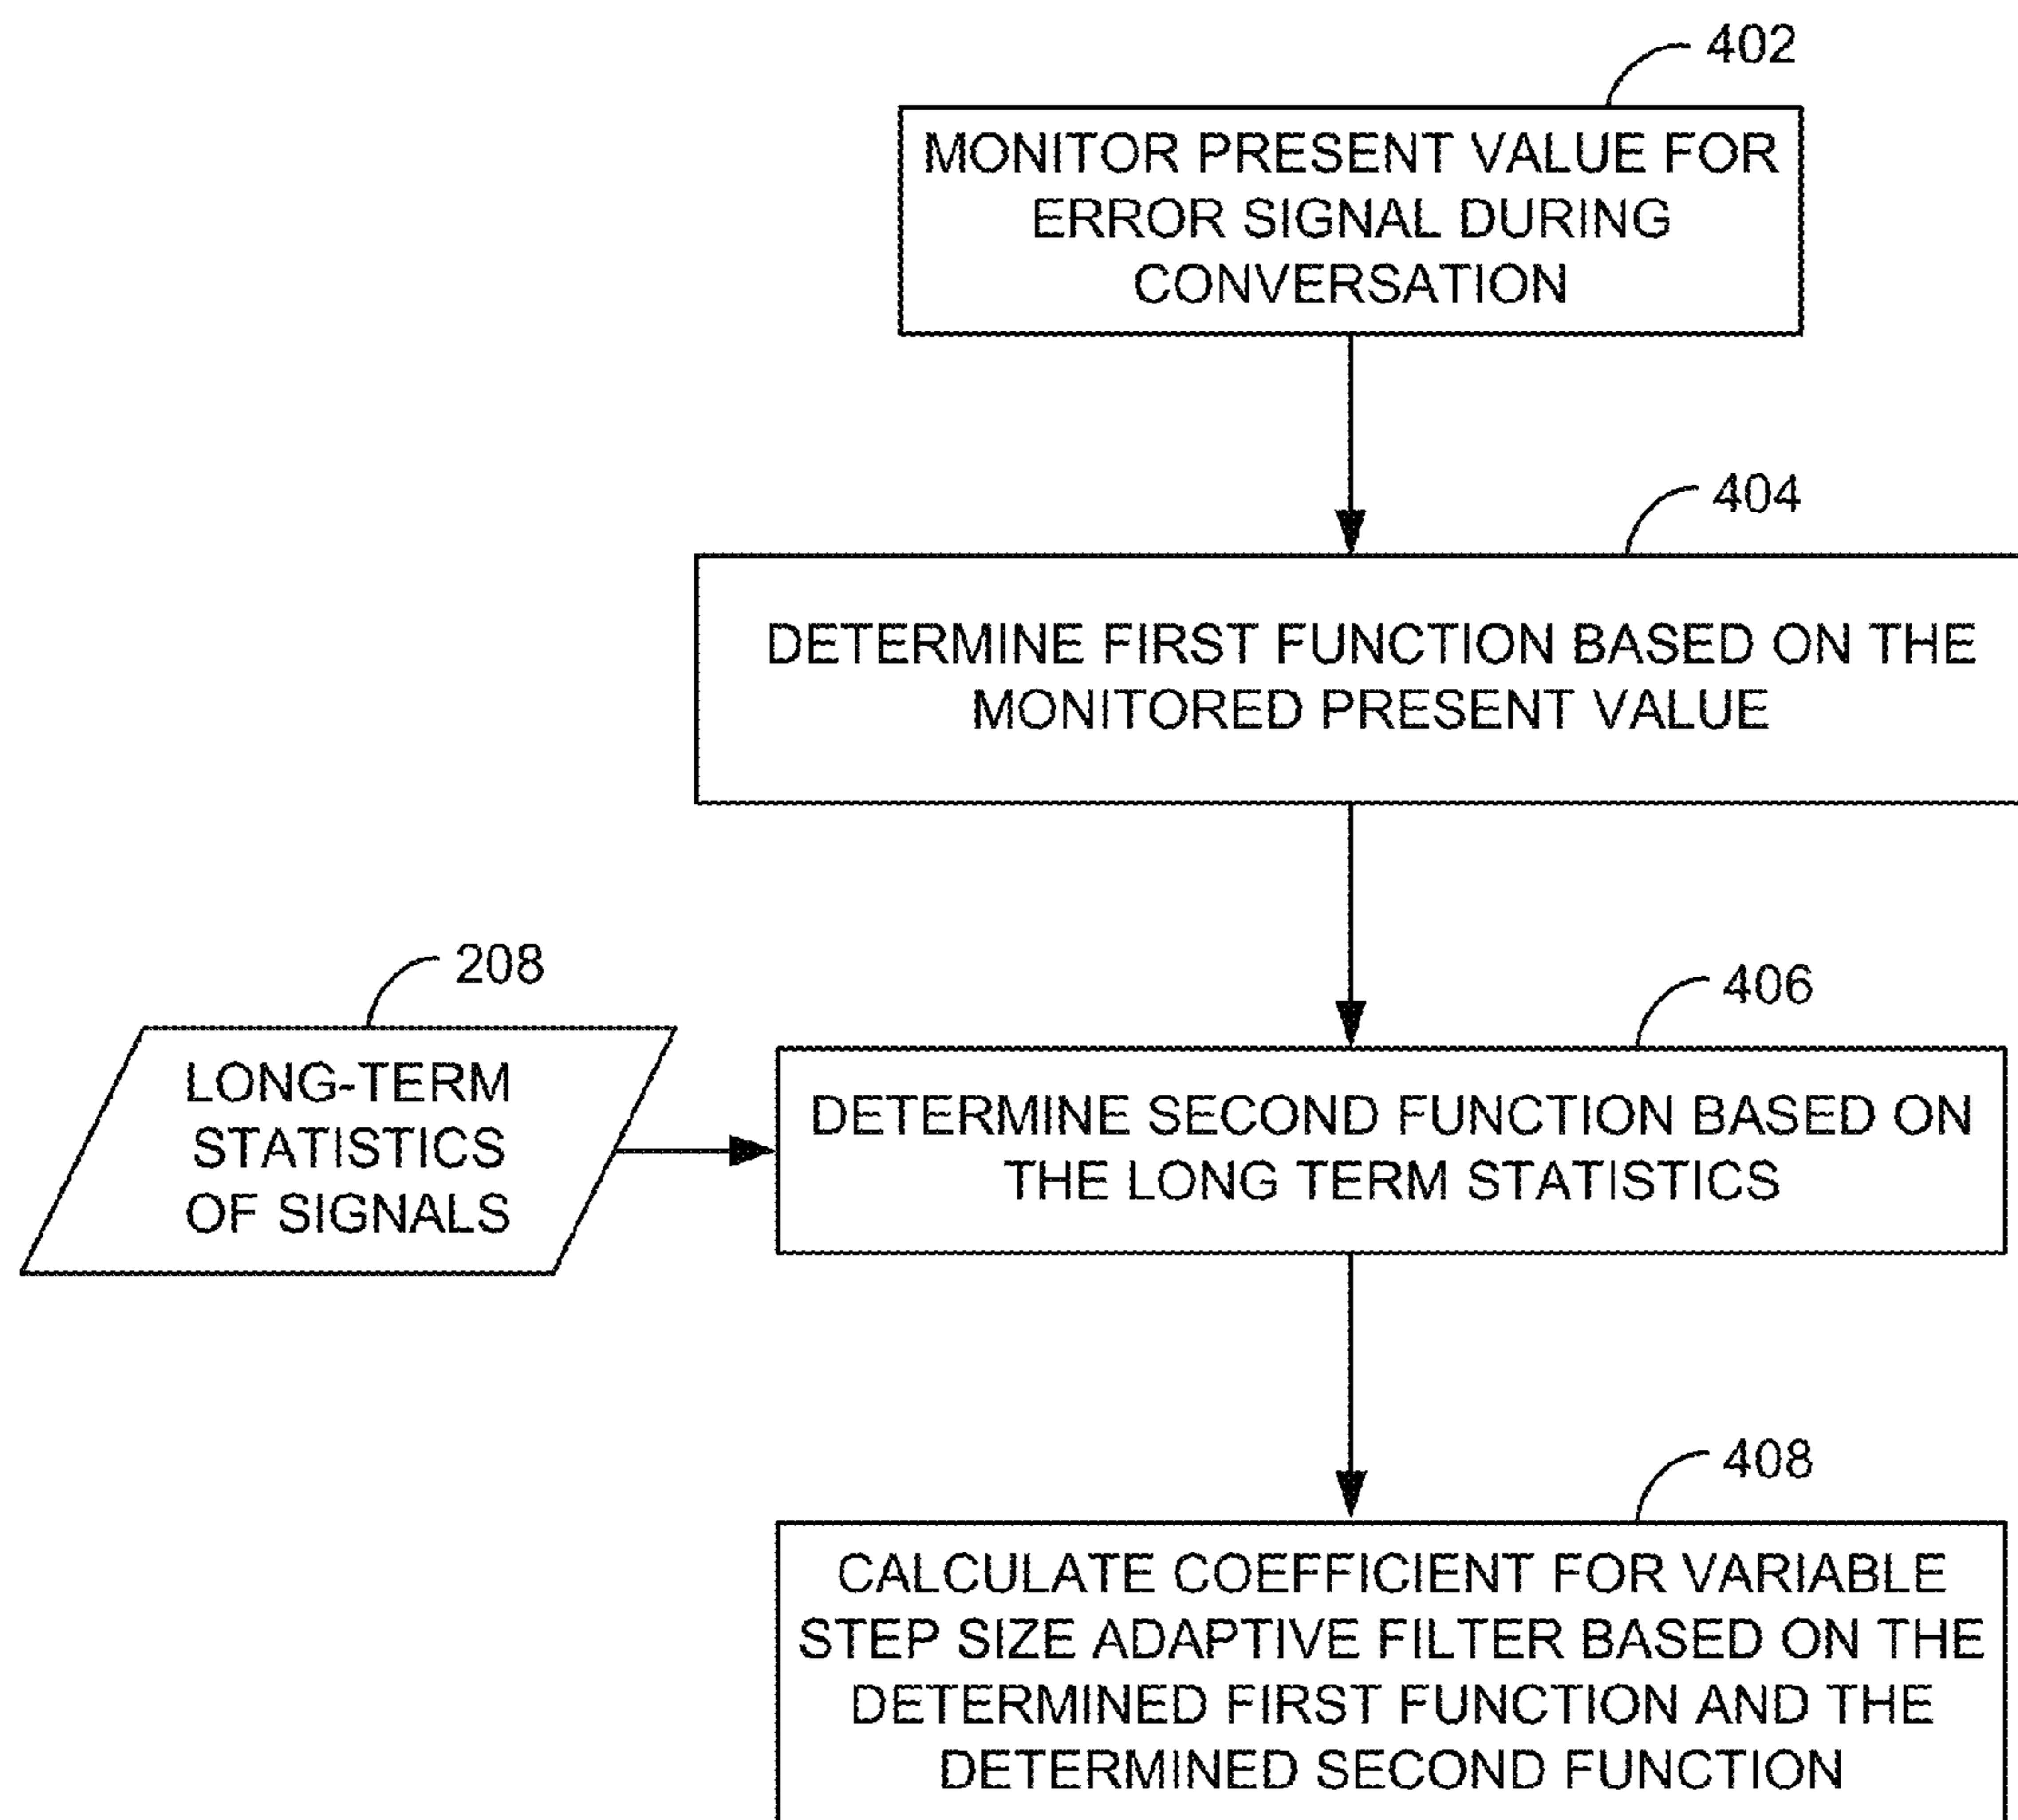 402
MONITOR PRESENT VALUE FOR
ERROR SIGNAL DURING
CONVERSATION
404
DETERMINE FIRST FUNCTION BASED ON THE
MONITORED PRESENT VALUE
208
LONG-TERM
STATISTICS
OF SIGNALS
406
DETERMINE SECOND FUNCTION BASED ON
THE LONG TERM STATISTICS
408
CALCULATE COEFFICIENT FOR VARIABLE
STEP SIZE ADAPTIVE FILTER BASED ON THE
DETERMINED FIRST FUNCTION AND THE
DETERMINED SECOND FUNCTION